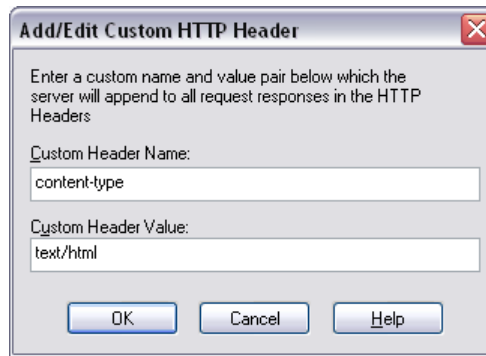 Add/Edit Custom HTTP Header
Enter a custom name and value pair below which the
server will append to all request responses in the HTTP
Headers
Custom Header Name:
content-type
Custom Header Value:
text/html
OK Cancel Help